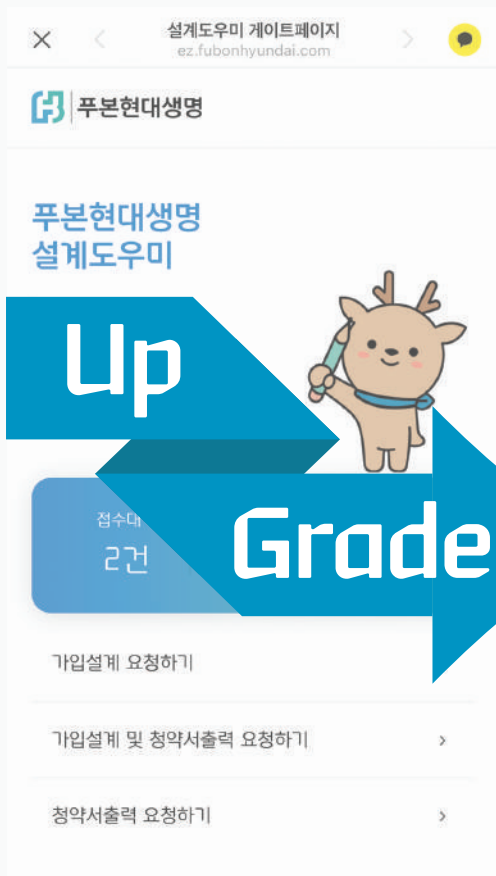 설계도우미 게이트페이지
ez.fubonhyundai.com
푸본현대생명
푸본현대생명
설계도우미
Up
Grade
접수대
2건
가입설계 요청하기
가입설계 및 청약서출력 요청하기
청약서출력 요청하기